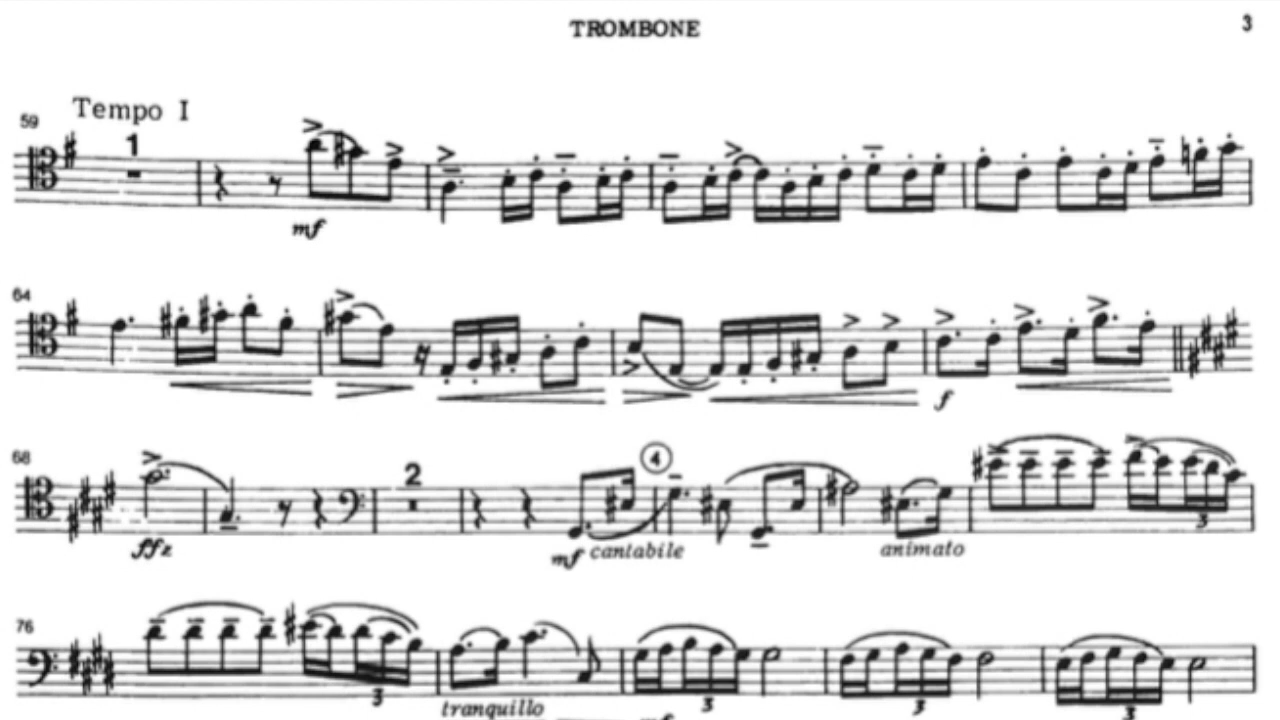 TROMBONE 3
59 Tempo I
1
mf
64
f
68 2 4
ffz mf cantabile animato
3
76
3 3 3 3
tranquillo